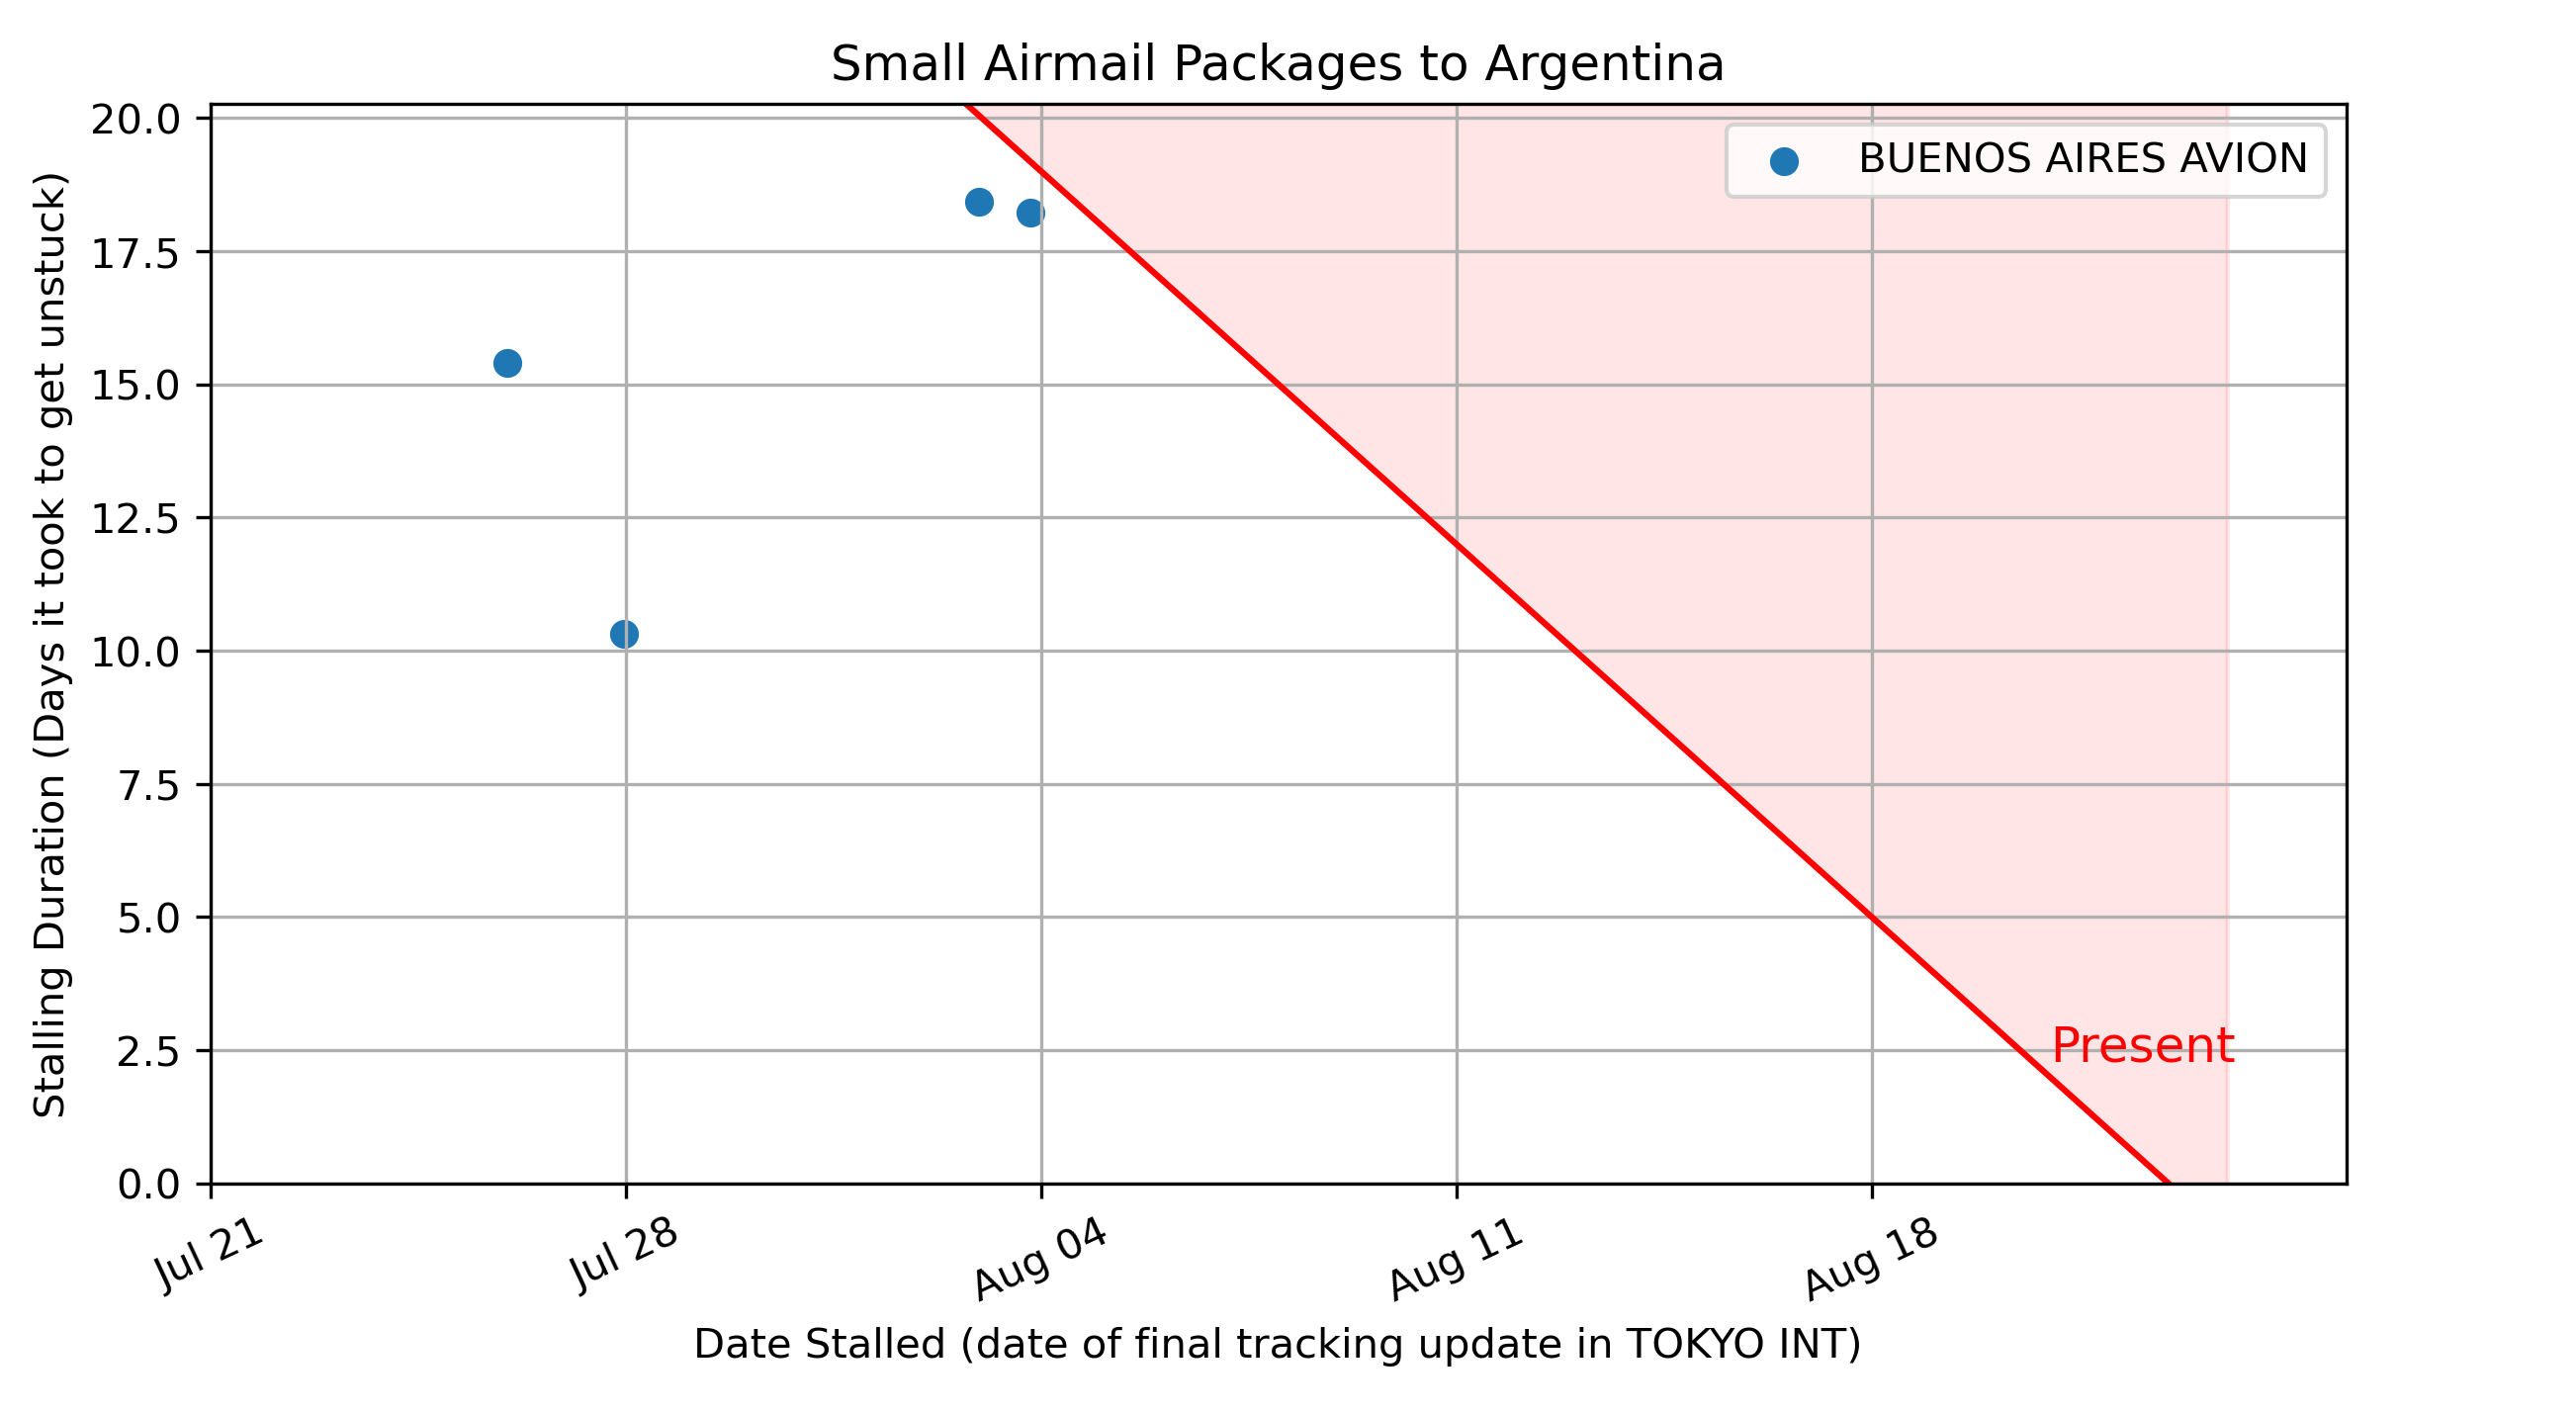 Small Airmail Packages to Argentina
BUENOS AIRES AVION
Stalling Duration (Days it took to get unstuck)
20.0
17.5
15.0
12.5
10.0
7.5
5.0
2.5
0.0
Present
Jul 21
Jul 28
Aug 04
Aug 11
Aug 18
Date Stalled (date of final tracking update in TOKYO INT)